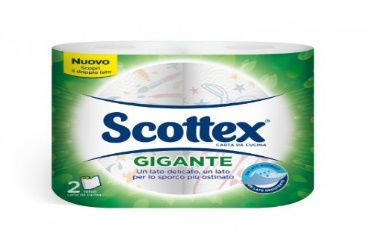 Nuovo
Scopri
il doppio lato
Scottex®
CARTA DA CUCINA
GIGANTE
Un lato delicato, un lato
per lo sporco più ostinato
2